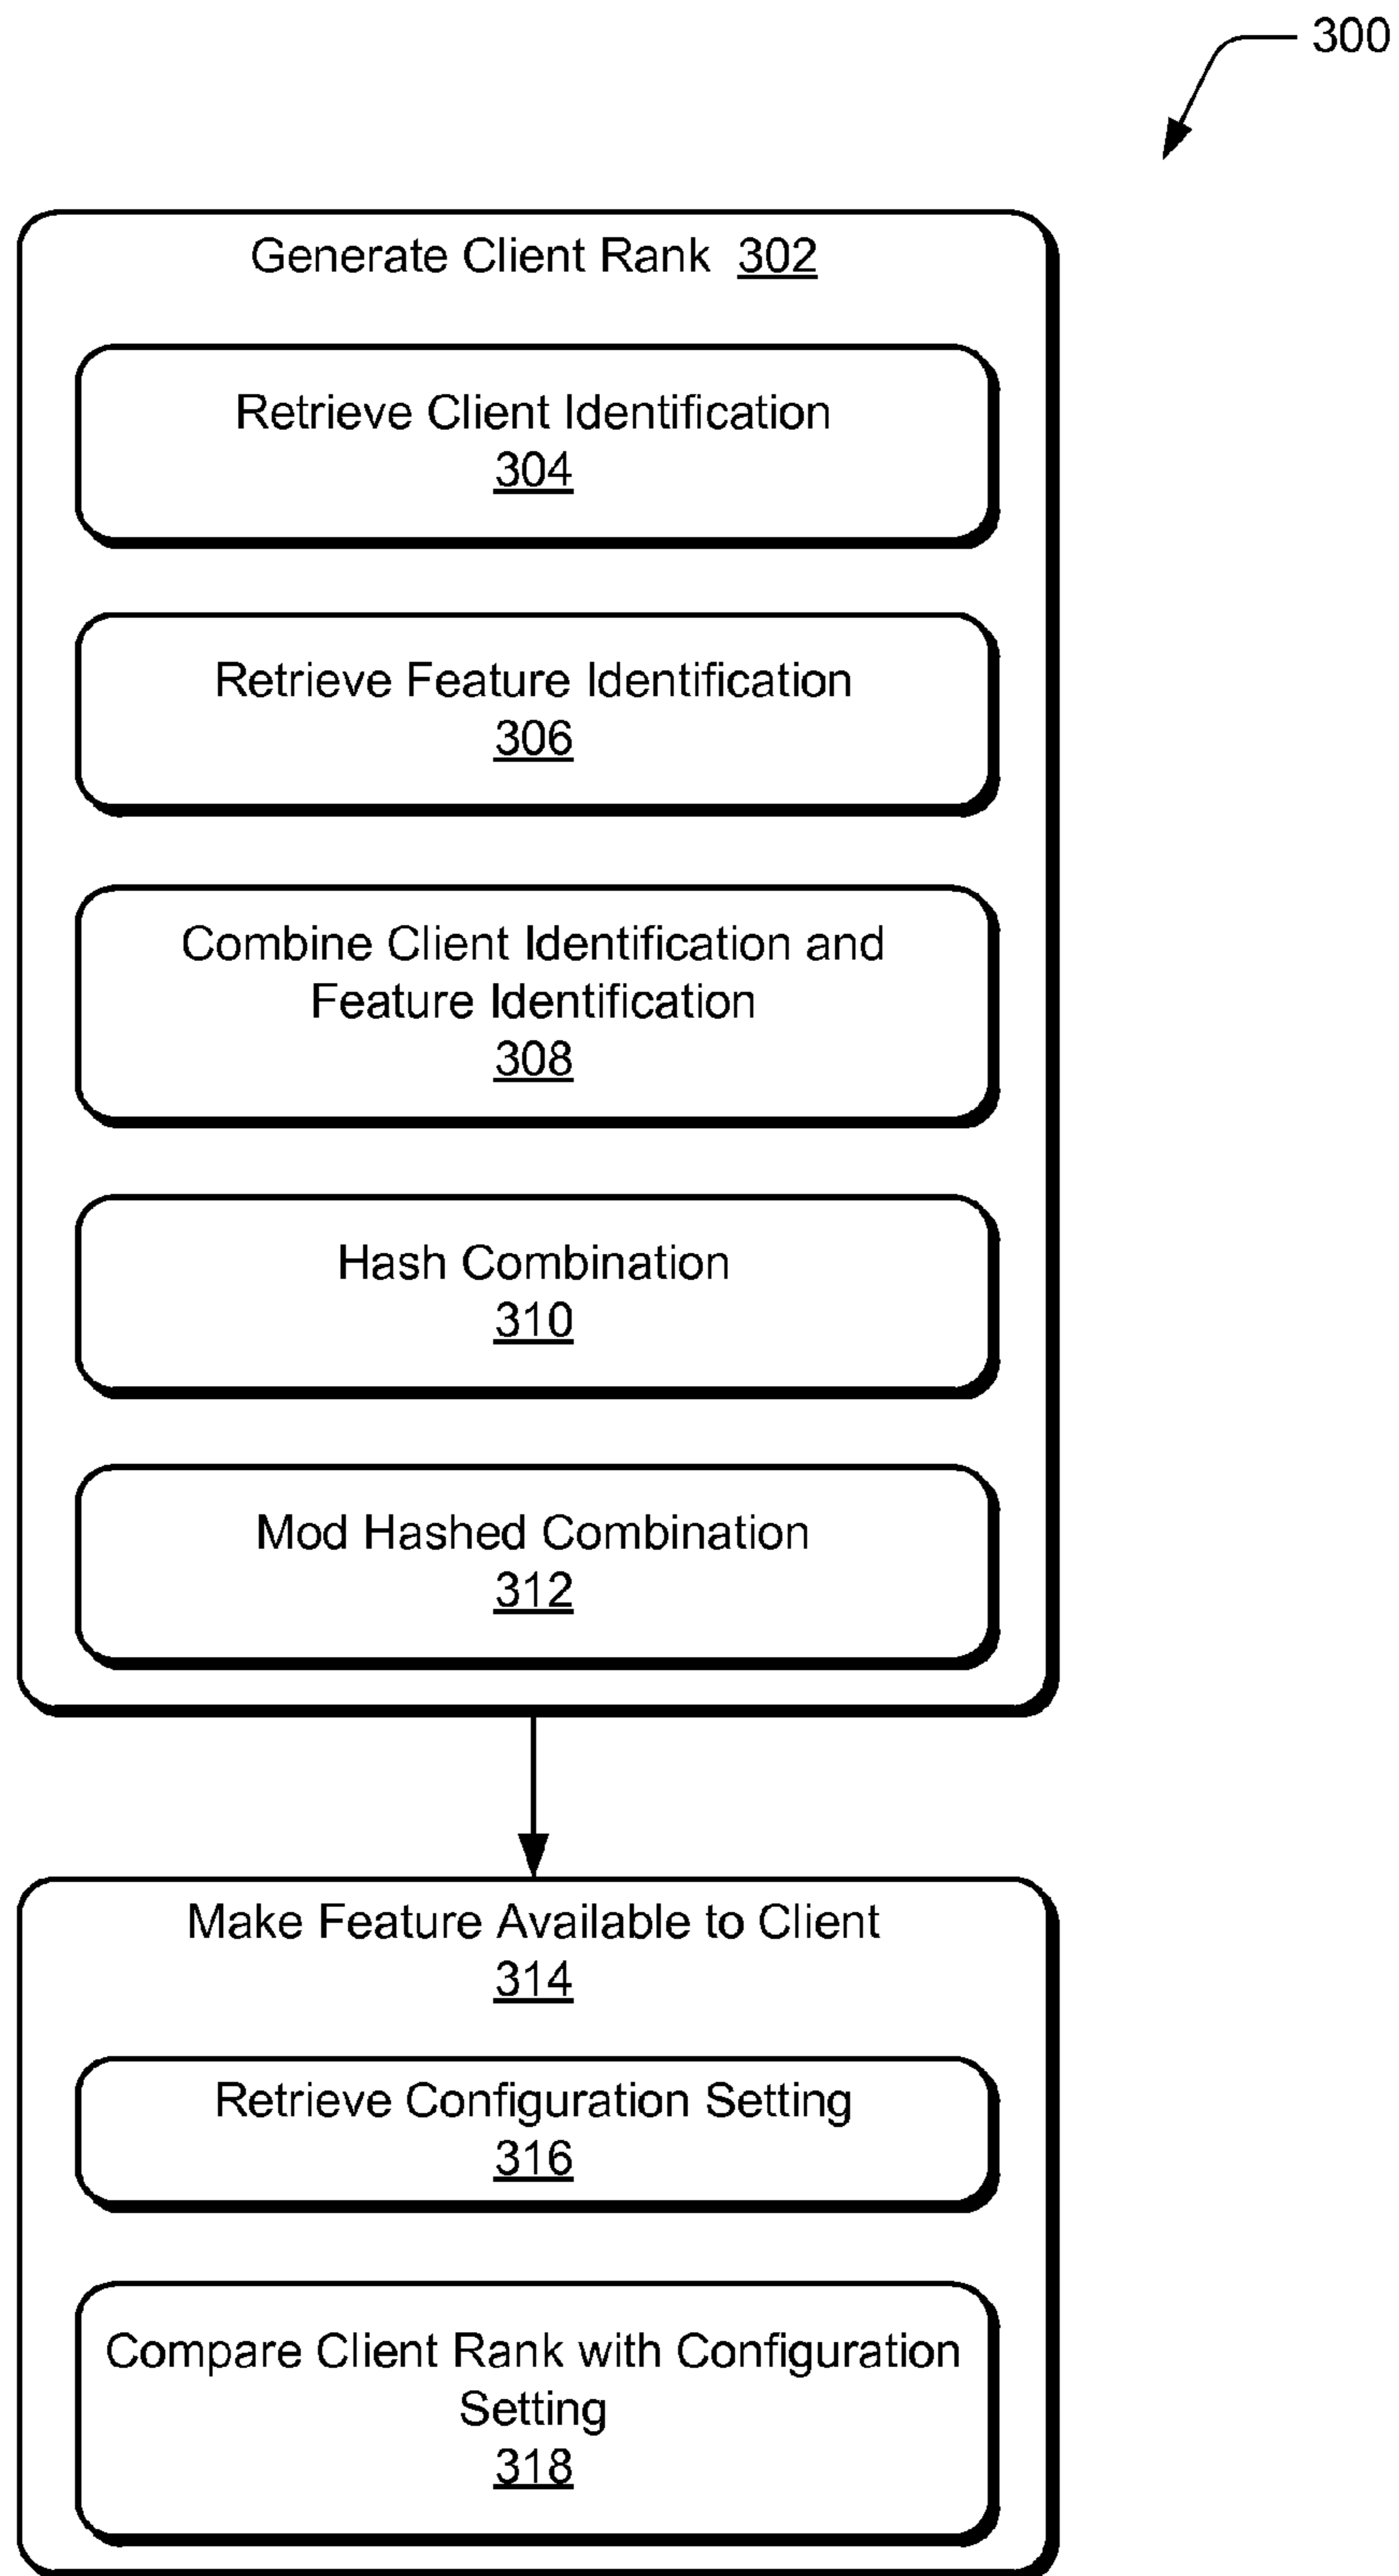 300
Generate Client Rank 302
Retrieve Client Identification
304
Retrieve Feature Identification
306
Combine Client Identification and
Feature Identification
308
Hash Combination
310
Mod Hashed Combination
312
Make Feature Available to Client
314
Retrieve Configuration Setting
316
Compare Client Rank with Configuration
Setting
318